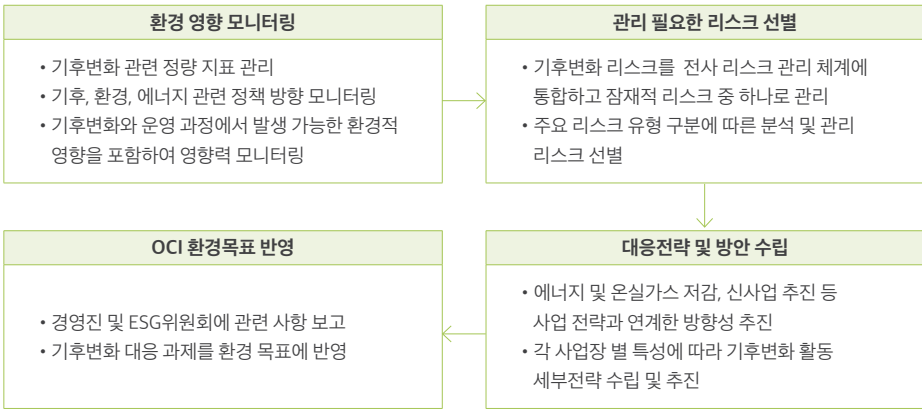 환경 영향 모니터링
• 기후변화 관련 정량 지표 관리
• 기후, 환경, 에너지 관련 정책 방향 모니터링
• 기후변화와 운영 과정에서 발생 가능한 환경적
영향을 포함하여 영향력 모니터링
관리 필요한 리스크 선별
• 기후변화 리스크를 전사 리스크 관리 체계에
통합하고 잠재적 리스크 중 하나로 관리
• 주요 리스크 유형 구분에 따른 분석 및 관리
리스크 선별
대응전략 및 방안 수립
• 에너지 및 온실가스 저감, 신사업 추진 등
사업 전략과 연계한 방향성 추진
• 각 사업장 별 특성에 따라 기후변화 활동
세부전략 수립 및 추진
OCI 환경목표 반영
• 경영진 및 ESG위원회에 관련 사항 보고
• 기후변화 대응 과제를 환경 목표에 반영